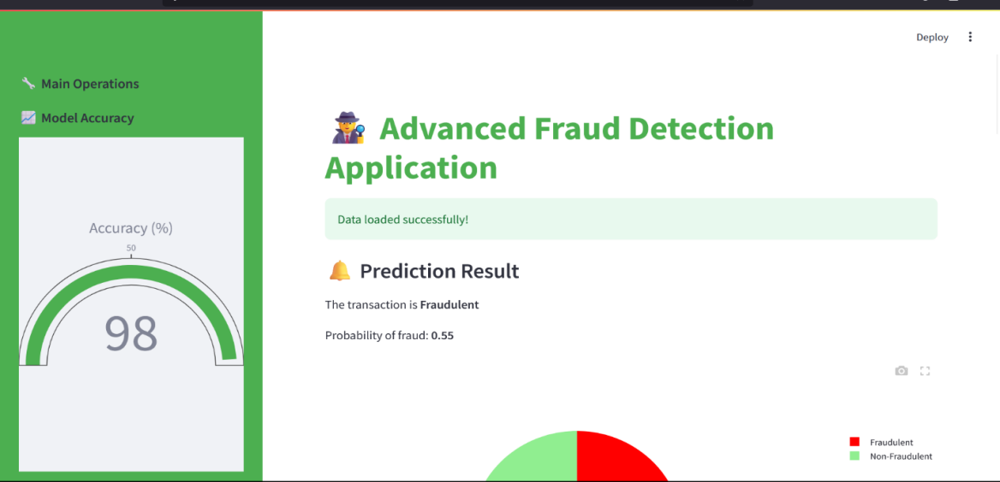 Deploy
Main Operations
Model Accuracy
Accuracy (%)
50
98
Advanced Fraud Detection
Application
Data loaded successfully!
Prediction Result
The transaction is Fraudulent
Probability of fraud: 0.55
Fraudulent
Non-Fraudulent